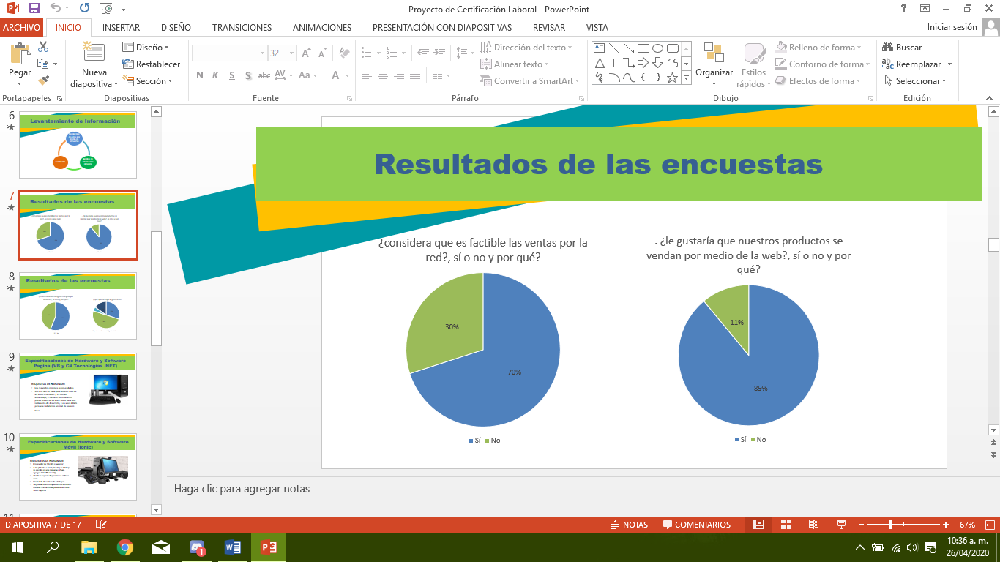 Proyecto de Certificación Laboral - PowerPoint
ARCHIVO INICIO INSERTAR DISEÑO TRANSICIONES ANIMACIONES PRESENTACIÓN CON DIAPOSITIVAS REVISAR VISTA Iniciar sesión
Pegar
Portapapeles
Nueva
diapositiva
Diseño
Restablecer
Sección
Diapositivas
32
N K S S abc AV Aa A
Fuente
Dirección del texto
Alinear texto
Convertir a SmartArt
Párrafo
Organizar
Estilos
rápidos
Relleno de forma
Contorno de forma
Efectos de forma
Dibujo
Buscar
Reemplazar
Seleccionar
Edición
6
Levantamiento de Información
7
Resultados de las encuestas
8
Resultados de las encuestas
9
Especificaciones de Hardware y Software
Pagina (VB y C# Tecnologías .NET)
REQUISITOS DE HARDWARE
10
Especificaciones de Hardware y Software
Móvil (Ionic)
REQUISITOS DE HARDWARE
Resultados de las encuestas
¿considera que es factible las ventas por la
red?, sí o no y por qué?
30%
70%
Sí No
. ¿le gustaría que nuestros productos se
vendan por medio de la web?, sí o no y por
qué?
11%
89%
Sí No
Haga clic para agregar notas
DIAPOSITIVA 7 DE 17 NOTAS COMENTARIOS 67%
1
10:36 a. m.
26/04/2020